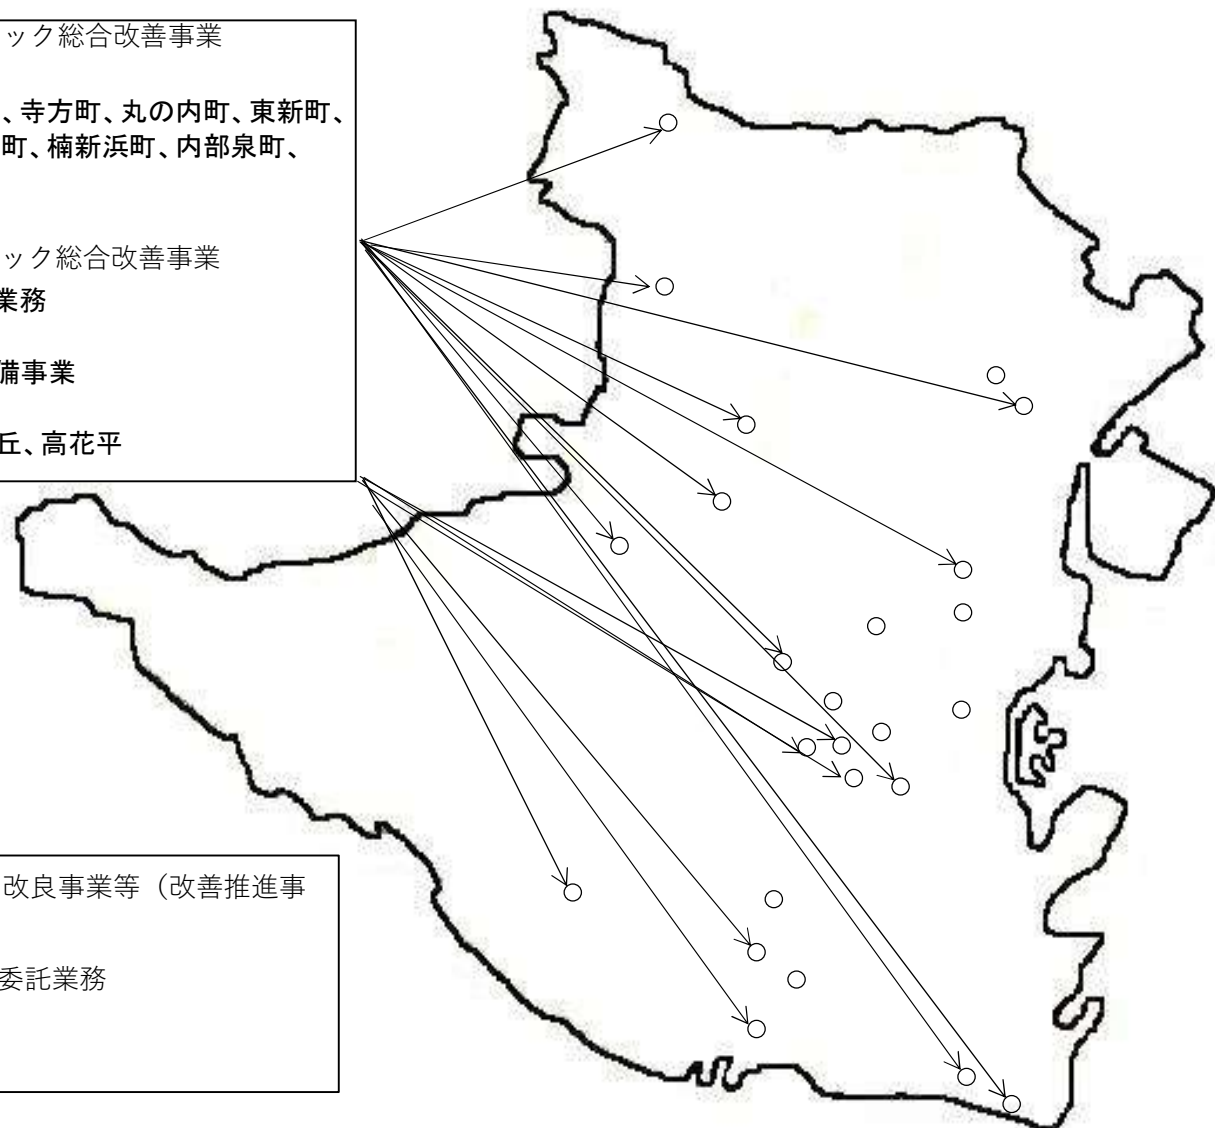 ック総合改善事業
、寺方町、丸の内町、東新町、
町、楠新浜町、内部泉町、
ック総合改善事業
業務
備事業
丘、高花平
改良事業等（改善推進事
委託業務